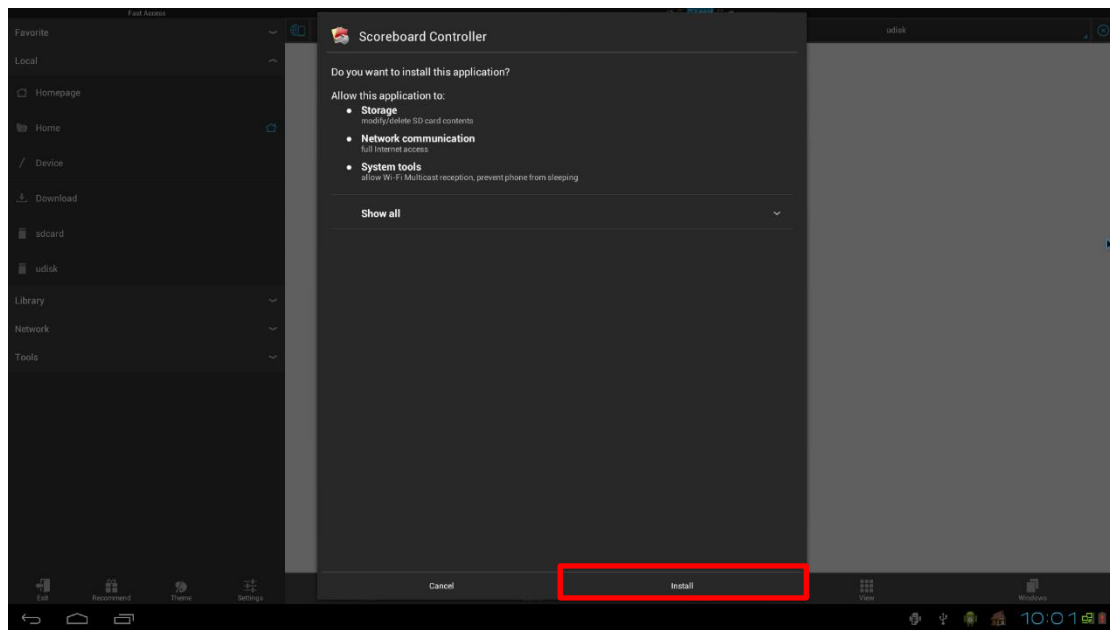 Fast Access
Favorite
Local
Homepage
Home
Device
Download
sdcard
udisk
Library
Network
Tools
Exit
Recommend
Theme
Settings
Scoreboard Controller
Do you want to install this application?
Allow this application to:
• Storage
modify/delete SD card contents
• Network communication
full Internet access
• System tools
allow Wi-Fi Multicast reception, prevent phone from sleeping
Show all
Cancel
Install
udisk
View
Windows
10:01